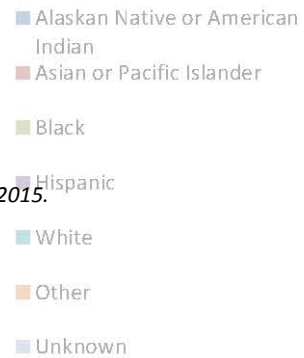 Alaskan Native or American
Indian
Asian or Pacific Islander
Black
Hispanic
2015.
White
Other
Unknown